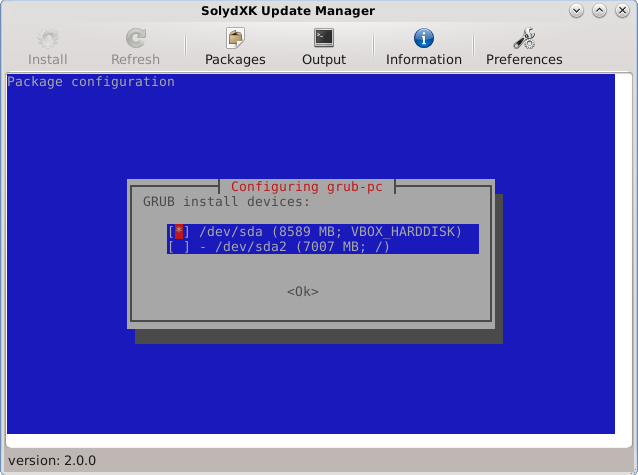 SolydXK Update Manager
Install Refresh Packages Output Information Preferences
Package configuration
Configuring grub-pc
GRUB install devices:
[*] /dev/sda (8589 MB; VBOX_HARDDISK)
[ ] - /dev/sda2 (7007 MB; /)
<Ok>
version: 2.0.0